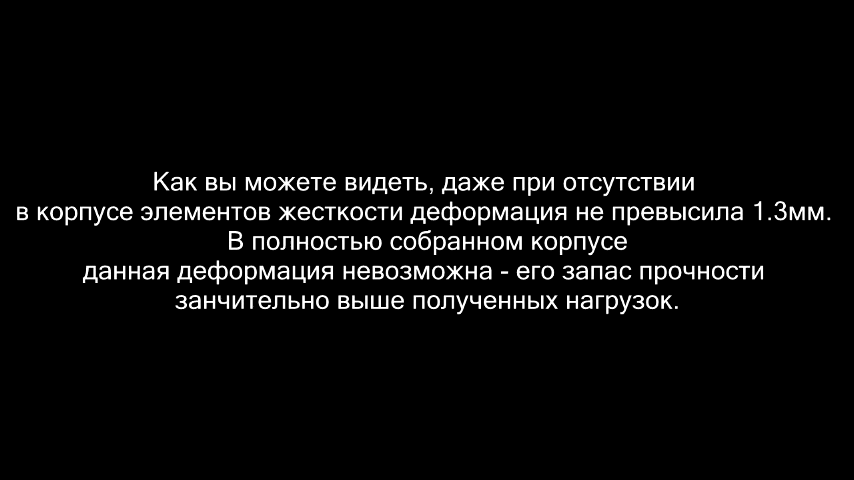 Как вы можете видеть, даже при отсутствии
в корпусе элементов жесткости деформация не превысила 1.3мм.
В полностью собранном корпусе
данная деформация невозможна - его запас прочности
занчительно выше полученных нагрузок.